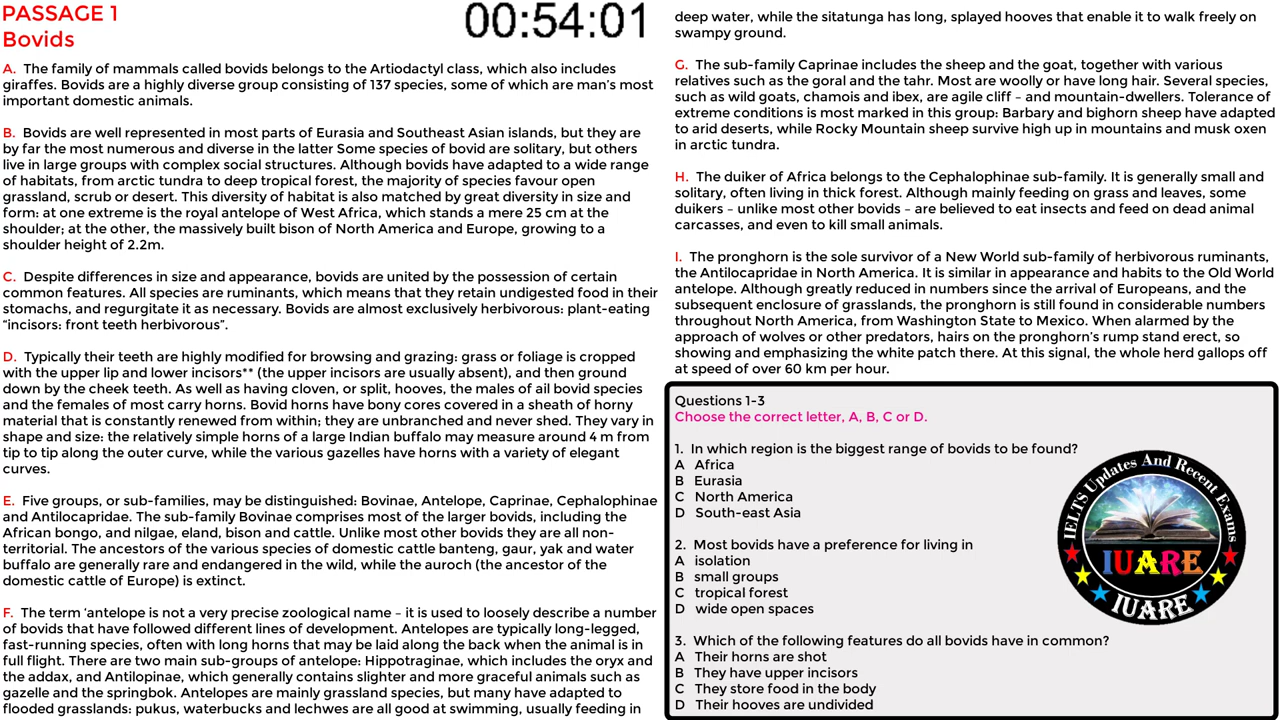 PASSAGE 1
Bovids
00:54:01
A. The family of mammals called bovids belongs to the Artiodactyl class, which also includes
giraffes. Bovids are a highly diverse group consisting of 137 species, some of which are man's most
important domestic animals.
B. Bovids are well represented in most parts of Eurasia and Southeast Asian islands, but they are
by far the most numerous and diverse in the latter Some species of bovid are solitary, but others
live in large groups with complex social structures. Although bovids have adapted to a wide range
of habitats, from arctic tundra to deep tropical forest, the majority of species favour open
grassland, scrub or desert. This diversity of habitat is also matched by great diversity in size and
form: at one extreme is the royal antelope of West Africa, which stands a mere 25 cm at the
shoulder; at the other, the massively built bison of North America and Europe, growing to a
shoulder height of 2.2m.
C. Despite differences in size and appearance, bovids are united by the possession of certain
common features. All species are ruminants, which means that they retain undigested food in their
stomachs, and regurgitate it as necessary. Bovids are almost exclusively herbivorous: plant-eating
"incisors: front teeth herbivorous".
D. Typically their teeth are highly modified for browsing and grazing: grass or foliage is cropped
with the upper lip and lower incisors** (the upper incisors are usually absent), and then ground
down by the cheek teeth. As well as having cloven, or split, hooves, the males of ail bovid species
and the females of most carry horns. Bovid horns have bony cores covered in a sheath of horny
material that is constantly renewed from within; they are unbranched and never shed. They vary in
shape and size: the relatively simple horns of a large Indian buffalo may measure around 4 m from
tip to tip along the outer curve, while the various gazelles have horns with a variety of elegant
curves.
E. Five groups, or sub-families, may be distinguished: Bovinae, Antelope, Caprinae, Cephalophinae
and Antilocapridae. The sub-family Bovinae comprises most of the larger bovids, including the
African bongo, and nilgae, eland, bison and cattle. Unlike most other bovids they are all non-
territorial. The ancestors of the various species of domestic cattle banteng, gaur, yak and water
buffalo are generally rare and endangered in the wild, while the auroch (the ancestor of the
domestic cattle of Europe) is extinct.
F. The term 'antelope is not a very precise zoological name – it is used to loosely describe a number
of bovids that have followed different lines of development. Antelopes are typically long-legged,
fast-running species, often with long horns that may be laid along the back when the animal is in
full flight. There are two main sub-groups of antelope: Hippotraginae, which includes the oryx and
the addax, and Antilopinae, which generally contains slighter and more graceful animals such as
gazelle and the springbok. Antelopes are mainly grassland species, but many have adapted to
flooded grasslands: pukus, waterbucks and lechwes are all good at swimming, usually feeding in
deep water, while the sitatunga has long, splayed hooves that enable it to walk freely on
swampy ground.
G. The sub-family Caprinae includes the sheep and the goat, together with various
relatives such as the goral and the tahr. Most are woolly or have long hair. Several species,
such as wild goats, chamois and ibex, are agile cliff – and mountain-dwellers. Tolerance of
extreme conditions is most marked in this group: Barbary and bighorn sheep have adapted
to arid deserts, while Rocky Mountain sheep survive high up in mountains and musk oxen
in arctic tundra.
H. The duiker of Africa belongs to the Cephalophinae sub-family. It is generally small and
solitary, often living in thick forest. Although mainly feeding on grass and leaves, some
duikers – unlike most other bovids – are believed to eat insects and feed on dead animal
carcasses, and even to kill small animals.
I. The pronghorn is the sole survivor of a New World sub-family of herbivorous ruminants,
the Antilocapridae in North America. It is similar in appearance and habits to the Old World
antelope. Although greatly reduced in numbers since the arrival of Europeans, and the
subsequent enclosure of grasslands, the pronghorn is still found in considerable numbers
throughout North America, from Washington State to Mexico. When alarmed by the
approach of wolves or other predators, hairs on the pronghorn's rump stand erect, so
showing and emphasizing the white patch there. At this signal, the whole herd gallops off
at speed of over 60 km per hour.
Questions 1-3
Choose the correct letter, A, B, C or D.
1. In which region is the biggest range of bovids to be found?
A Africa
B Eurasia
C North America
D South-east Asia
2. Most bovids have a preference for living in
A isolation
B small groups
C tropical forest
D wide open spaces
3. Which of the following features do all bovids have in common?
A Their horns are shot
B They have upper incisors
C They store food in the body
D Their hooves are undivided
IELTS Updates And Recent Exams
IUARE
IUARE